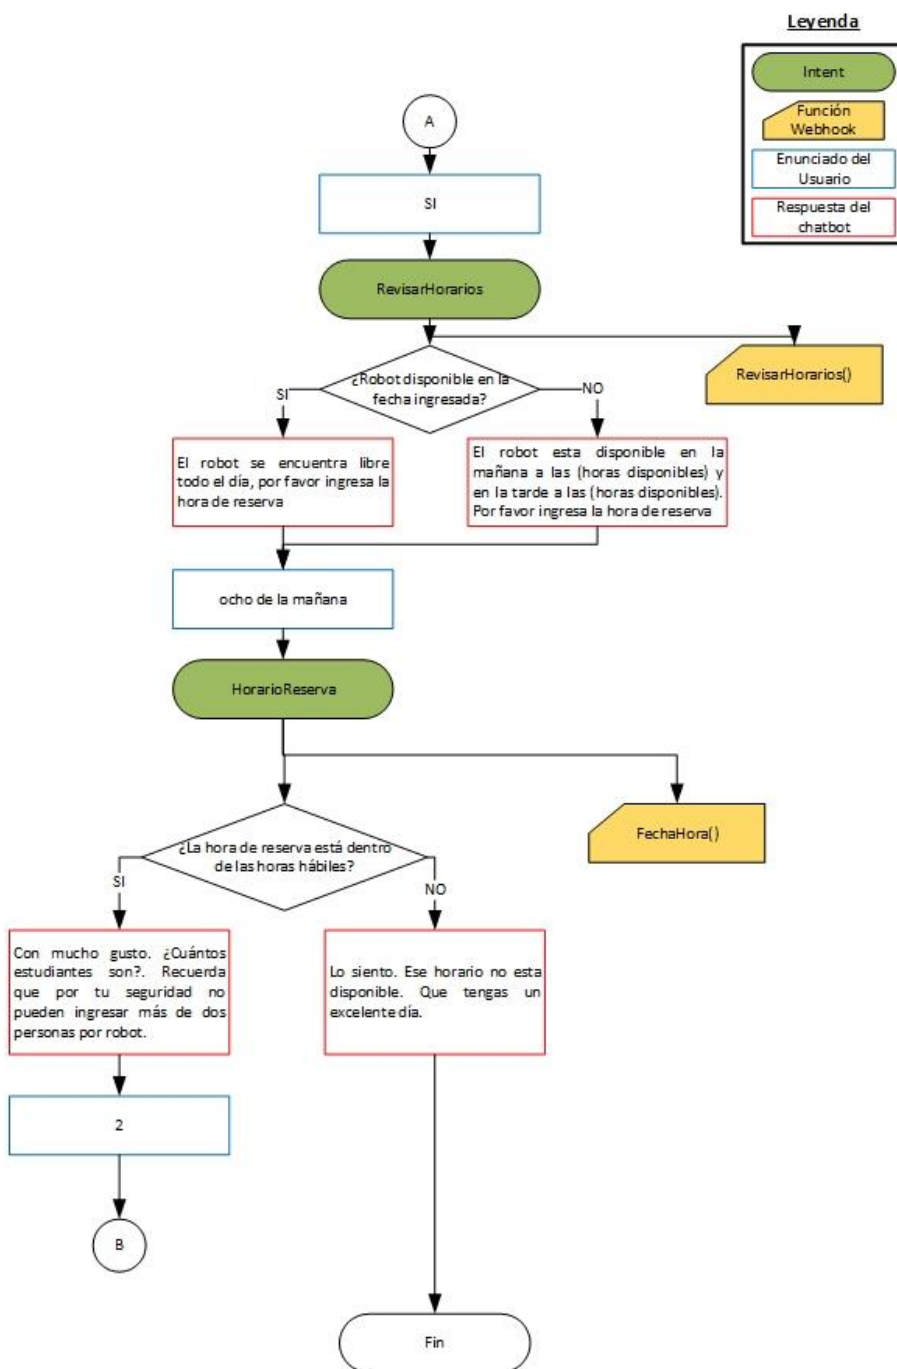 Leyenda
Intent
Función
Webhook
Enunciado del
Usuario
Respuesta del
chatbot
A
SI
RevisarHorarios
¿Robot disponible en la
fecha ingresada?
RevisarHorarios()
SI
NO
El robot se encuentra libre
todo el día, por favor ingresa la
hora de reserva
El robot esta disponible en la
mañana a las (horas disponibles) y
en la tarde a las (horas disponibles).
Por favor ingresa la hora de reserva
ocho de la mañana
HorarioReserva
¿La hora de reserva está dentro
de las horas hábiles?
FechaHora()
SI
NO
Con mucho gusto. ¿Cuántos
estudiantes son?. Recuerda
que por tu seguridad no
pueden ingresar más de dos
personas por robot.
Lo siento. Ese horario no esta
disponible. Que tengas un
excelente día.
2
B
Fin